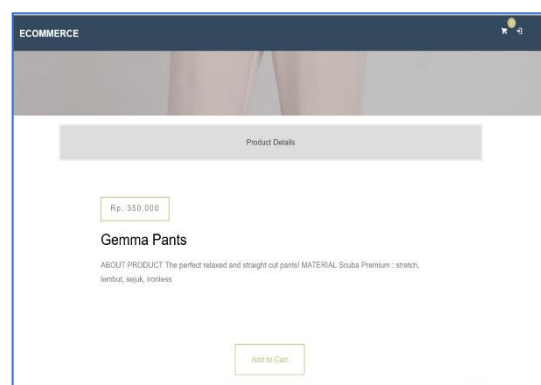 ECOMMERCE
Product Details
Rp. 350.000
Gemma Pants
ABOUT PRODUCT The perfect relaxed and straight cut pants! MATERIAL Scuba Premium : stretch,
lembut, sejuk, ironless
Add to Cart